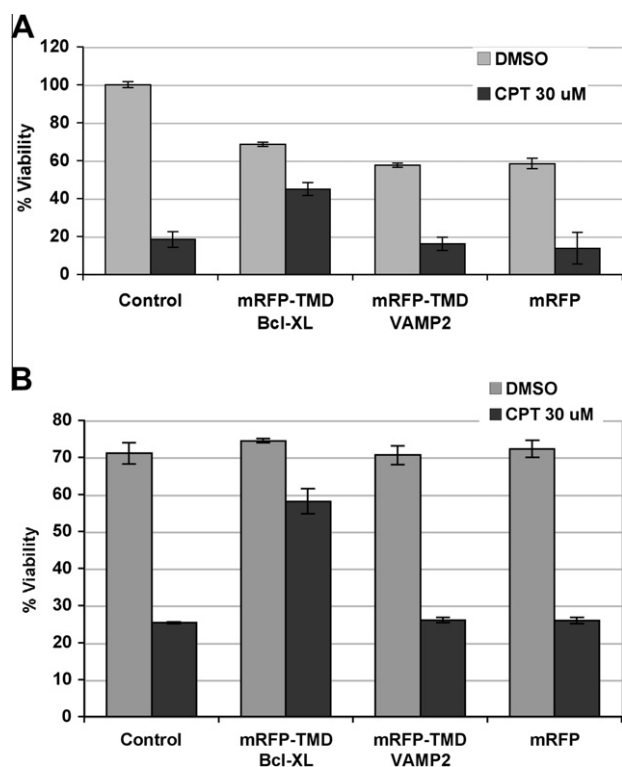 A
120
100
80
60
40
20
0
% Viability
DMSO
CPT 30 uM
Control
mRFP-TMD
Bcl-XL
mRFP-TMD
VAMP2
mRFP
B
80
70
60
50
40
30
20
10
0
% Viability
DMSO
CPT 30 uM
Control
mRFP-TMD
Bcl-XL
mRFP-TMD
VAMP2
mRFP